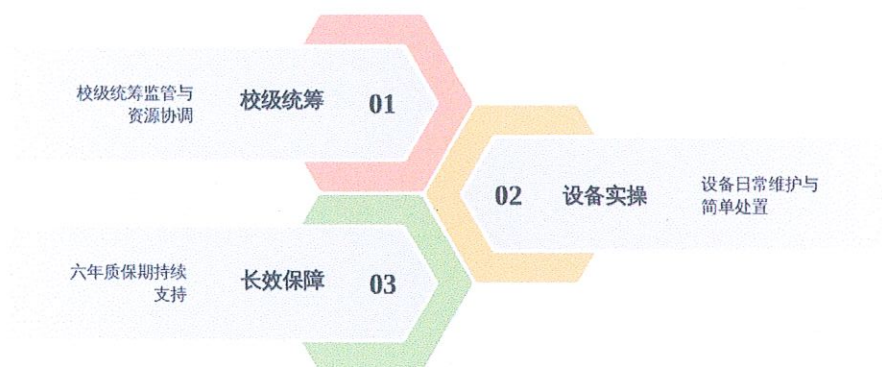 校级统筹监管与
资源协调
校级统筹
01
02
设备实操
设备日常维护与
简单处置
六年质保期持续
支持
长效保障
03